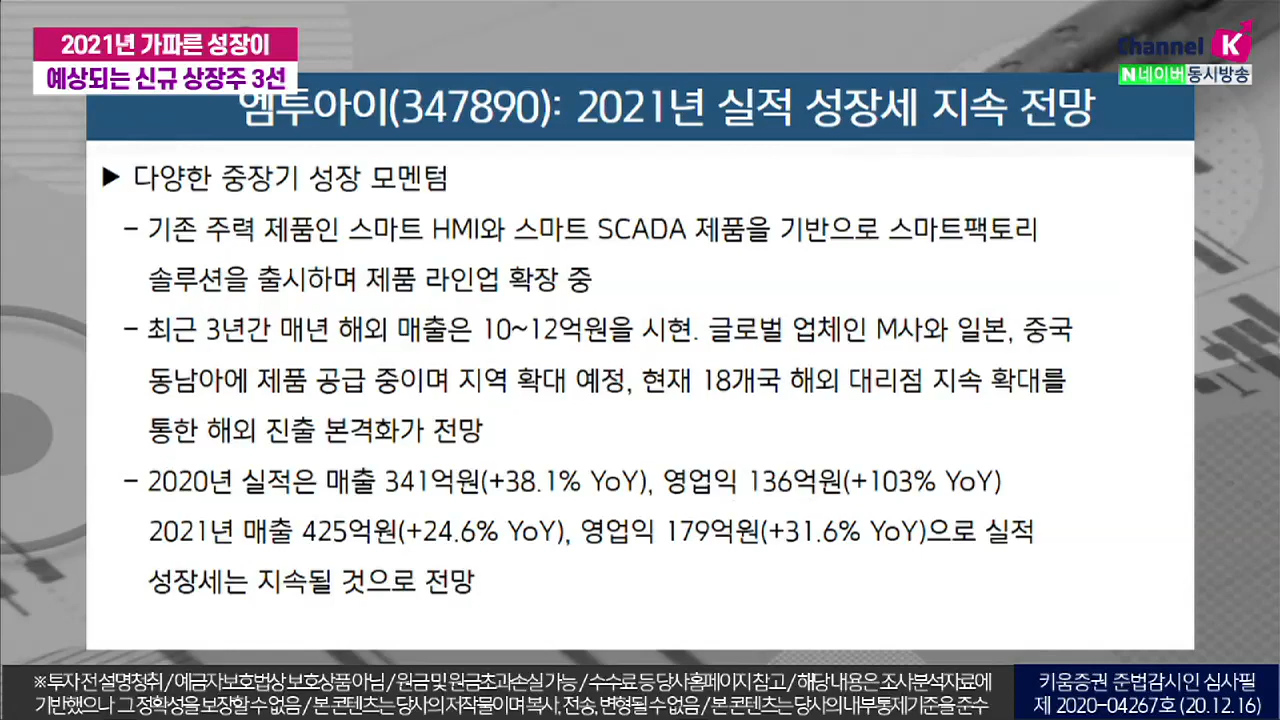 2021년 가파른 성장이
예상되는 신규 상장주 3선
Channel K
N 네이버 동시방송
엠투아이(347890): 2021년 실적 성장세 지속 전망
▶ 다양한 중장기 성장 모멘텀
- 기존 주력 제품인 스마트 HMI와 스마트 SCADA 제품을 기반으로 스마트팩토리
솔루션을 출시하며 제품 라인업 확장 중
- 최근 3년간 매년 해외 매출은 10~12억원을 시현. 글로벌 업체인 M사와 일본, 중국
동남아에 제품 공급 중이며 지역 확대 예정, 현재 18개국 해외 대리점 지속 확대를
통한 해외 진출 본격화가 전망
- 2020년 실적은 매출 341억원(+38.1% YoY), 영업익 136억원(+103% YoY)
2021년 매출 425억원(+24.6% YoY), 영업익 179억원(+31.6% YoY)으로 실적
성장세는 지속될 것으로 전망
※ 투자 전 설명청취 / 예금자보호법상 보호상품 아님 / 원금 및 원금초과손실 가능 / 수수료 등 당사홈페이지 참고 / 해당 내용은 조사분석자료에
기반했으나 그 정확성을 보장할 수 없음 / 본 콘텐츠는 당사의 저작물이며 복사, 전송, 변형될 수 없음 / 본 콘텐츠는 당사의 내부통제기준을 준수
키움증권 준법감시인 심사필
제 2020-04267호 (20.12.16)